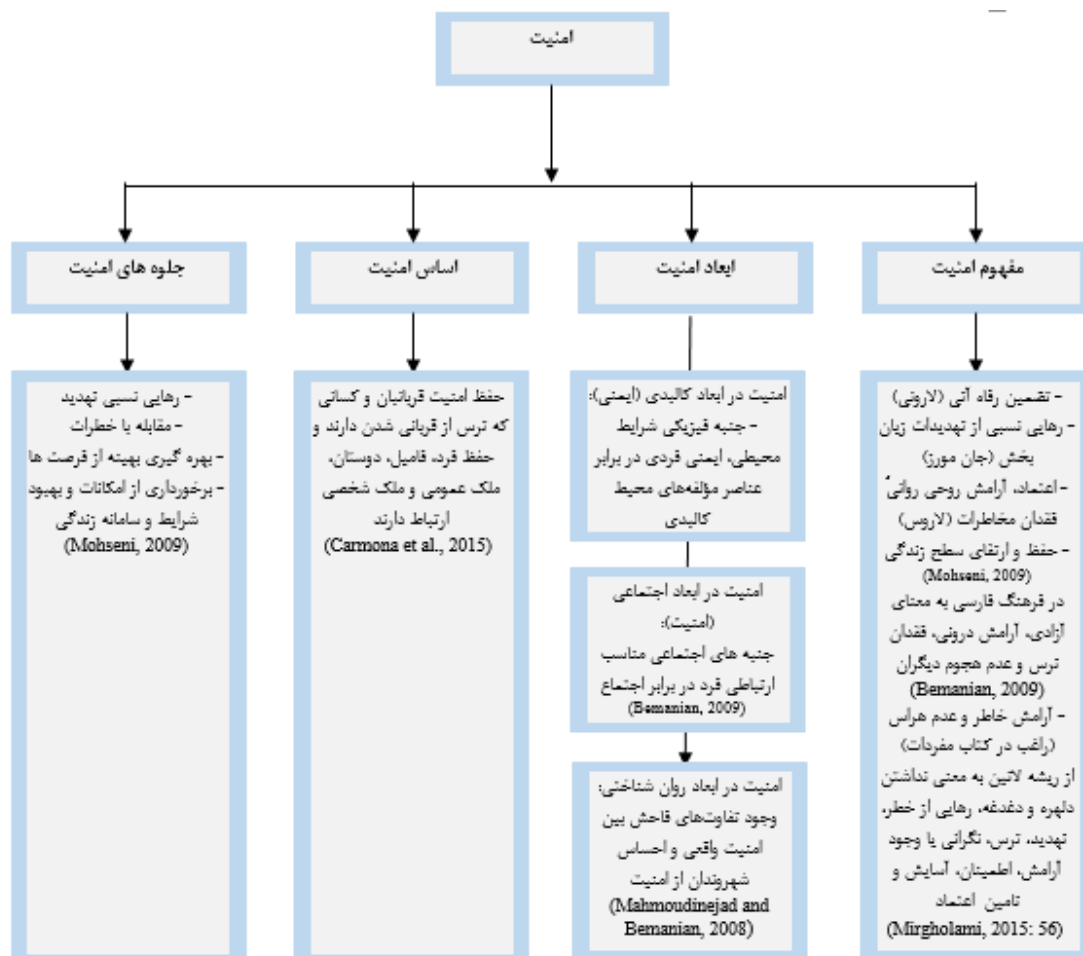 امنیت
مفهوم امنیت
- تضمین رفاه آتی (لارونی)
- رهایی نسبی از تهدیدات زیان
بخش (جان مورز)
- اعتماد، آرامش روحی روانی
فقدان مخاطرات (لاروس)
- حفظ و ارتقای سطح زندگی
(Mohseni, 2009)
در فرهنگ فارسی به معنای
آزادی، آرامش درونی، فقدان
ترس و عدم هجوم دیگران
(Bemanian, 2009)
- آرامش خاطر و عدم هراس
(راغب در کتاب مفردات)
از ریشه لاتین به معنی نداشتن
دلهره و دغدغه، رهایی از خطر،
تهدید، ترس، نگرانی یا وجود
آرامش، اطمینان، آسایش و
تامین اعتماد
(Mirgholami, 2015: 56)
ابعاد امنیت
امنیت در ابعاد کالبدی (ایمنی):
- جنبه فیزیکی شرایط
محیطی، ایمنی فردی در برابر
عناصر مؤلفه‌های محیط
کالبدی
امنیت در ابعاد اجتماعی
(امنیت):
جنبه های اجتماعی مناسب
ارتباطی فرد در برابر اجتماع
(Bemanian, 2009)
امنیت در ابعاد روان شناختی:
وجود تفاوت‌های فاحش بین
امنیت واقعی و احساس
شهروندان از امنیت
(Mahmoudinejad and
Bemanian, 2008)
اساس امنیت
حفظ امنیت قربانیان و کسانی
که ترس از قربانی شدن دارند و
حفظ فرد، فامیل، دوستان،
ملک عمومی و ملک شخصی
ارتباط دارند
(Carmona et al., 2015)
جلوه های امنیت
- رهایی نسبی تهدید
- مقابله با خطرات
- بهره گیری بهینه از فرصت ها
- برخورداری از امکانات و بهبود
شرایط و سامانه زندگی
(Mohseni, 2009)